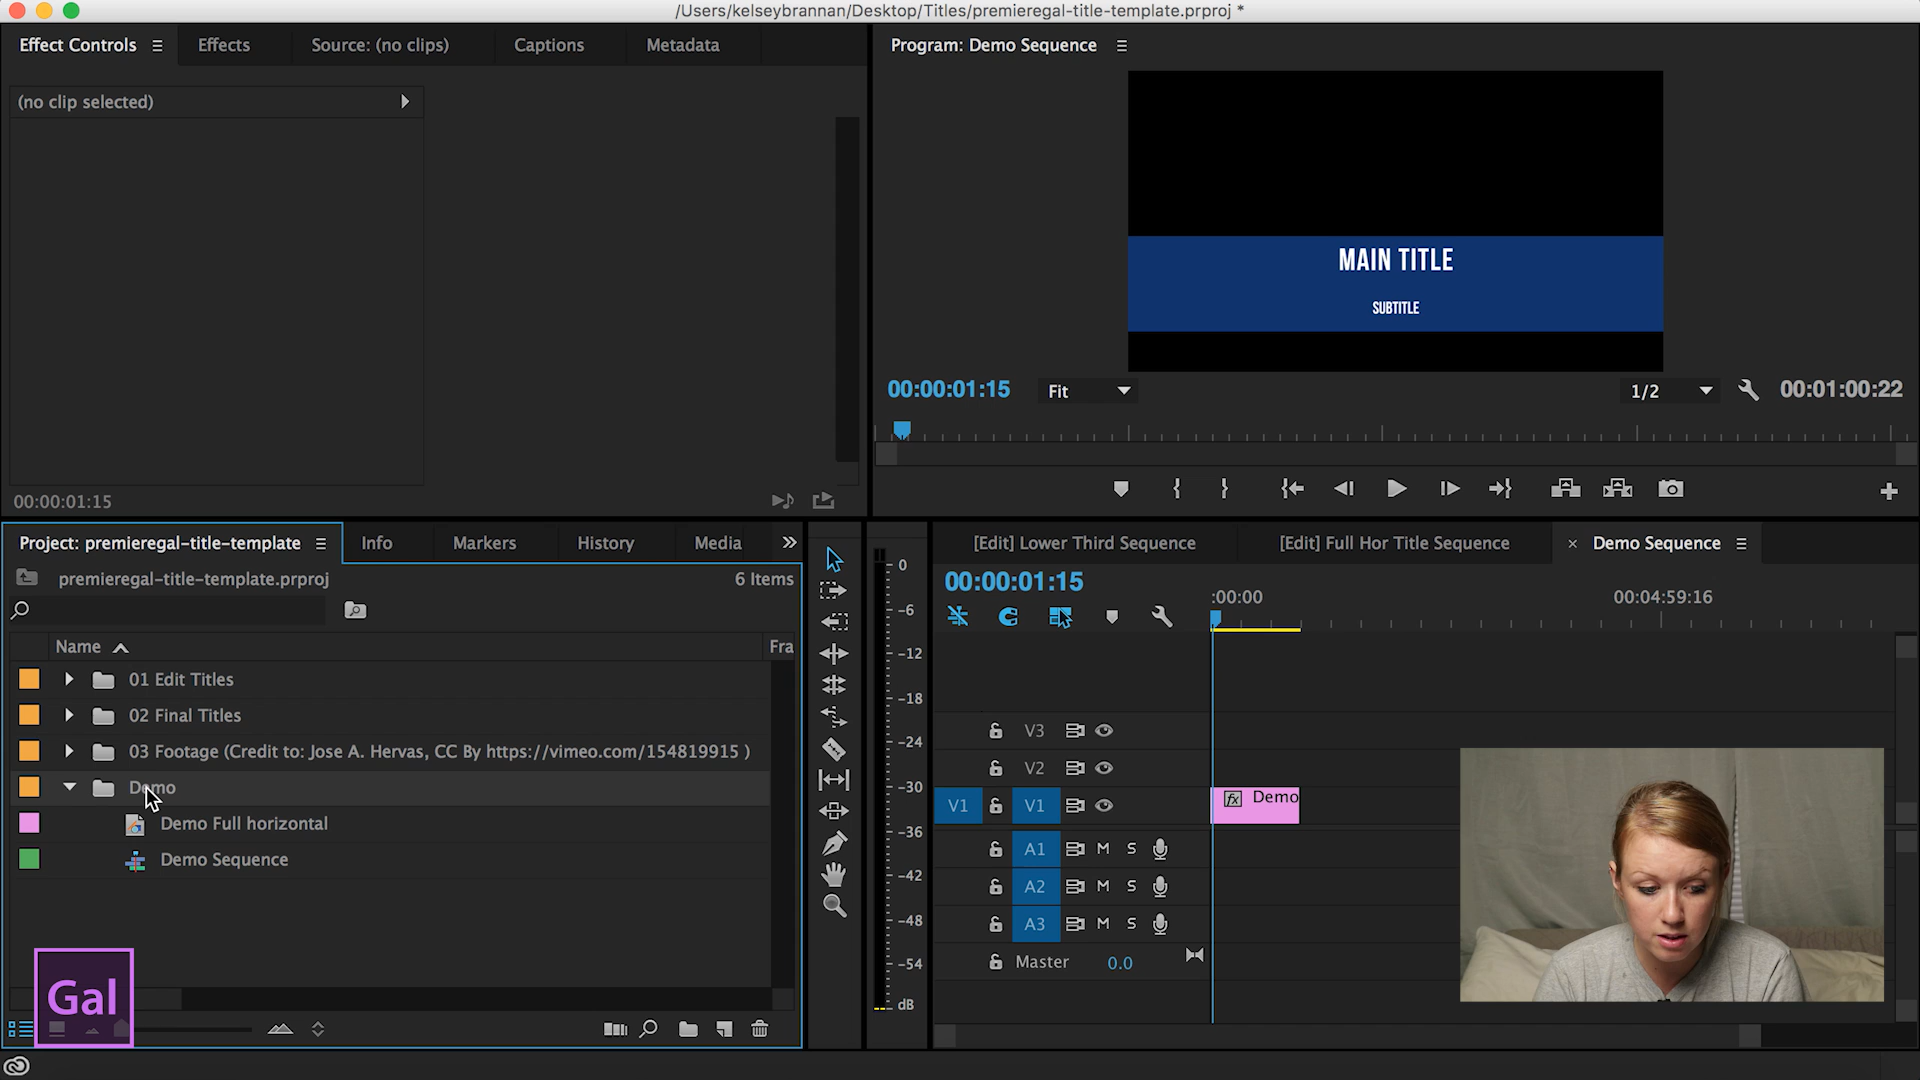 /Users/kelseybrannan/Desktop/Titles/premieregal-title-template.prproj *
Effect Controls
Effects
Source: (no clips)
Captions
Metadata
Program: Demo Sequence
(no clip selected)
MAIN TITLE
SUBTITLE
00:00:01:15
Fit
1/2
00:01:00:22
00:00:01:15
Project: premieregal-title-template
Info
Markers
History
Media
[Edit] Lower Third Sequence
[Edit] Full Hor Title Sequence
Demo Sequence
premieregal-title-template.prproj
6 Items
00:00:01:15
:00:00
00:04:59:16
Name
Fra
01 Edit Titles
02 Final Titles
03 Footage (Credit to: Jose A. Hervas, CC By https://vimeo.com/154819915 )
Demo
Demo Full horizontal
Demo Sequence
0
-6
-12
-18
-24
-30
-36
-42
-48
-54
dB
V3
V2
V1
V1
fx Demo
A1 M S
A2 M S
A3 M S
Master 0.0
Gal